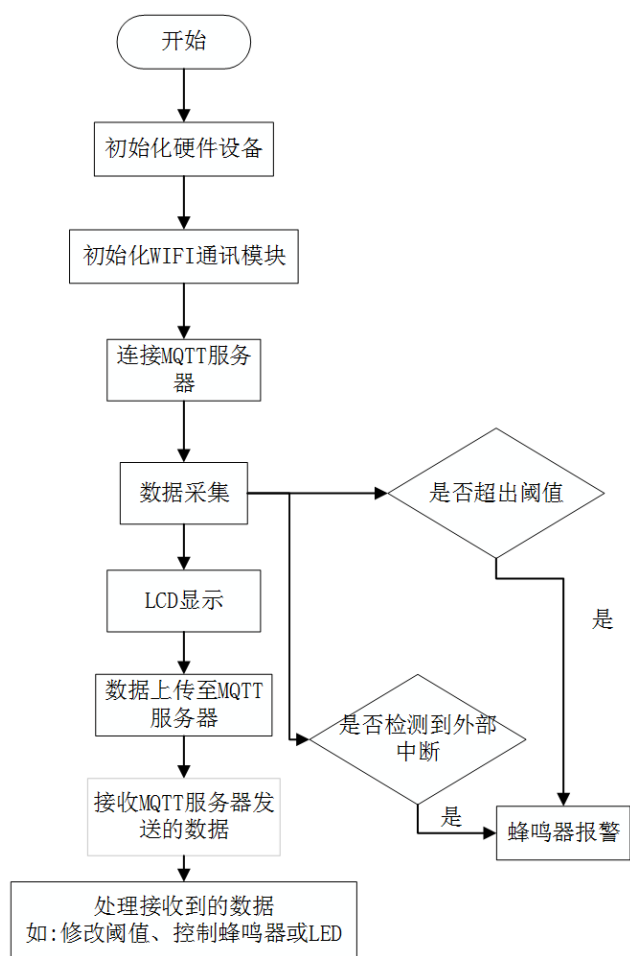 开始
初始化硬件设备
初始化WIFI通讯模块
连接MQTT服务
器
数据采集
是否超出阈值
LCD显示
是
数据上传至MQTT
服务器
是否检测到外部
中断
接收MQTT服务器发
送的数据
是
蜂鸣器报警
处理接收到的数据
如:修改阈值、控制蜂鸣器或LED